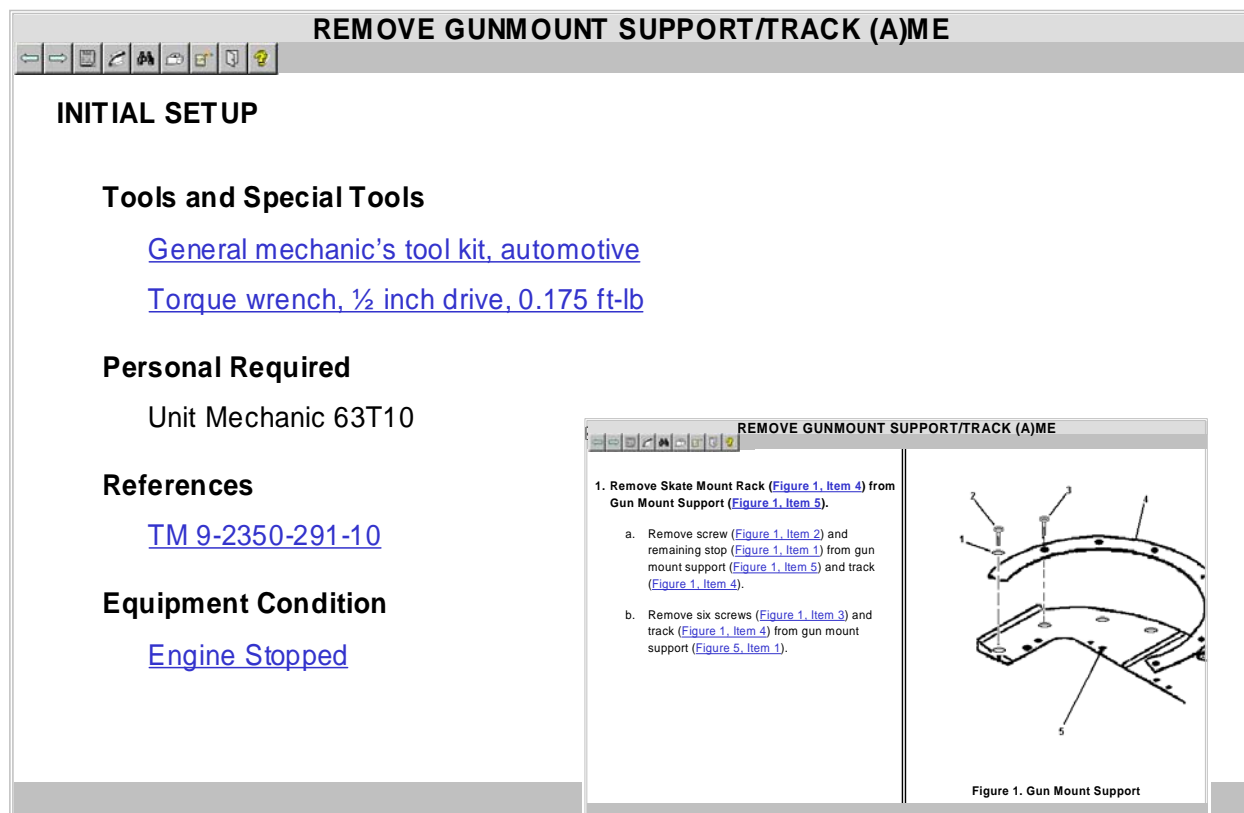 REMOVE GUNMOUNT SUPPORT/TRACK (A)ME
INITIAL SETUP
Tools and Special Tools
General mechanic's tool kit, automotive
Torque wrench, ½ inch drive, 0.175 ft-lb
Personal Required
Unit Mechanic 63T10
References
TM 9-2350-291-10
Equipment Condition
Engine Stopped
REMOVE GUNMOUNT SUPPORT/TRACK (A)ME
1. Remove Skate Mount Rack (Figure 1, Item 4) from
Gun Mount Support (Figure 1, Item 5).
a. Remove screw (Figure 1, Item 2) and
remaining stop (Figure 1, Item 1) from gun
mount support (Figure 1, Item 5) and track
(Figure 1, Item 4).
b. Remove six screws (Figure 1, Item 3) and
track (Figure 1, Item 4) from gun mount
support (Figure 5, Item 1).
2
3
4
1
5
Figure 1. Gun Mount Support